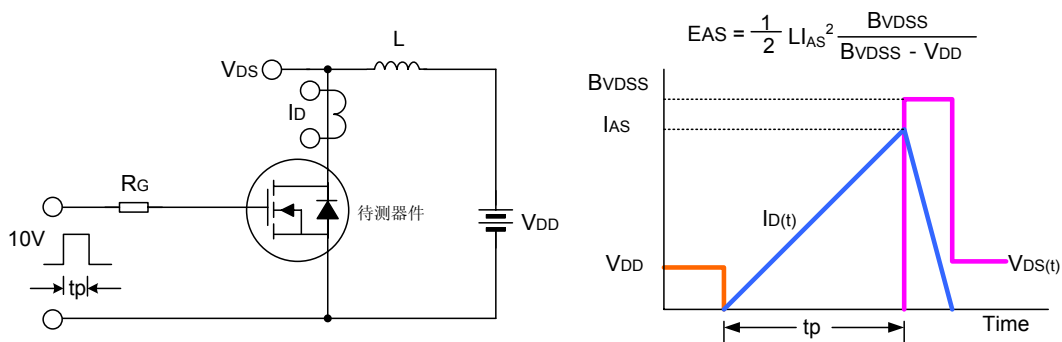 L
VDS
ID
RG
待测器件
10V
tp
VDD
EAS = 1/2 LIAS² BVDSS/(BVDSS - VDD)
BVDSS
IAS
ID(t)
VDD
VDS(t)
tp
Time